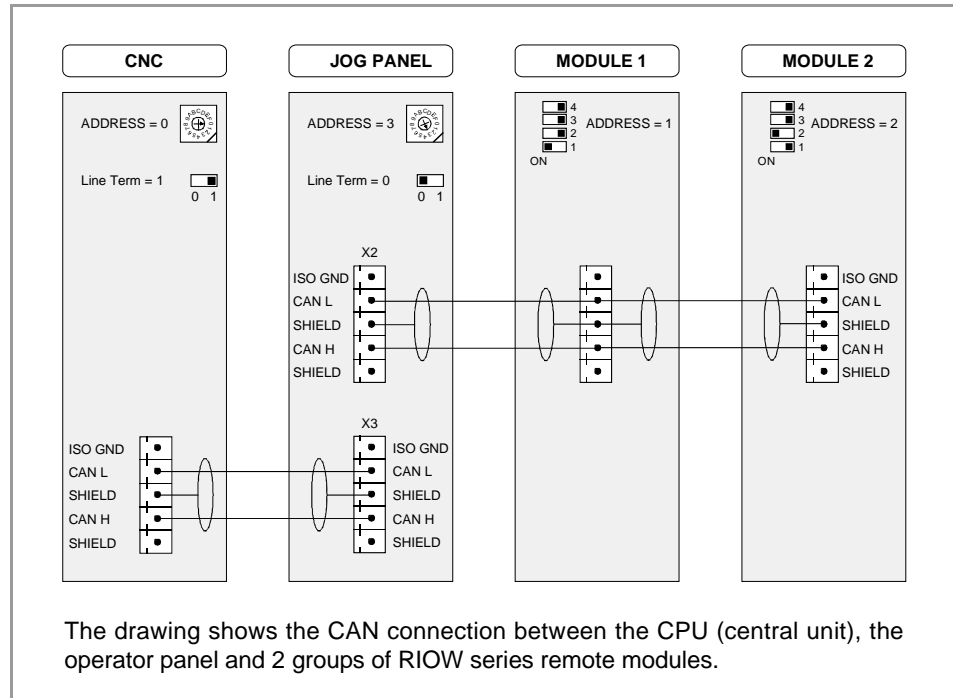 CNC
JOG PANEL
MODULE 1
MODULE 2
ADDRESS = 0
0123456789ABCDEF
Line Term = 1
0 1
ADDRESS = 3
0123456789ABCDEF
Line Term = 0
0 1
4
3
2
1
ADDRESS = 1
ON
4
3
2
1
ADDRESS = 2
ON
X2
ISO GND
CAN L
SHIELD
CAN H
SHIELD
ISO GND
CAN L
SHIELD
CAN H
SHIELD
X3
ISO GND
CAN L
SHIELD
CAN H
SHIELD
ISO GND
CAN L
SHIELD
CAN H
SHIELD
The drawing shows the CAN connection between the CPU (central unit), the
operator panel and 2 groups of RIOW series remote modules.